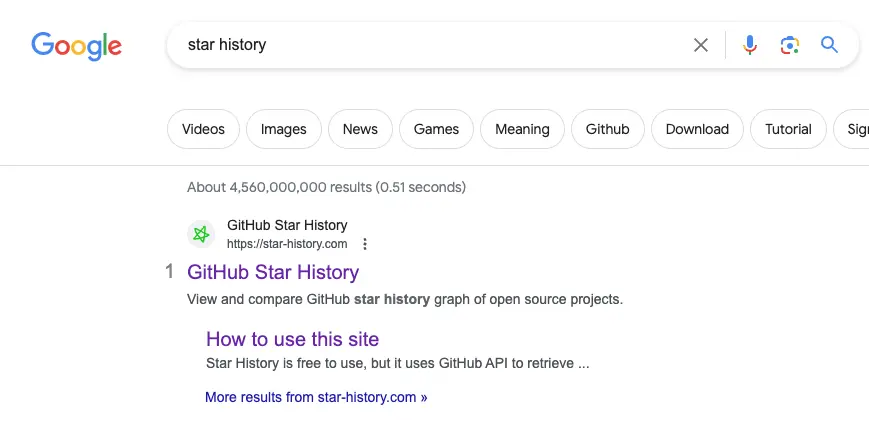 Google
star history
Videos Images News Games Meaning Github Download Tutorial
About 4,560,000,000 results (0.51 seconds)
GitHub Star History
https://star-history.com
1 GitHub Star History
View and compare GitHub star history graph of open source projects.
How to use this site
Star History is free to use, but it uses GitHub API to retrieve ...
More results from star-history.com »